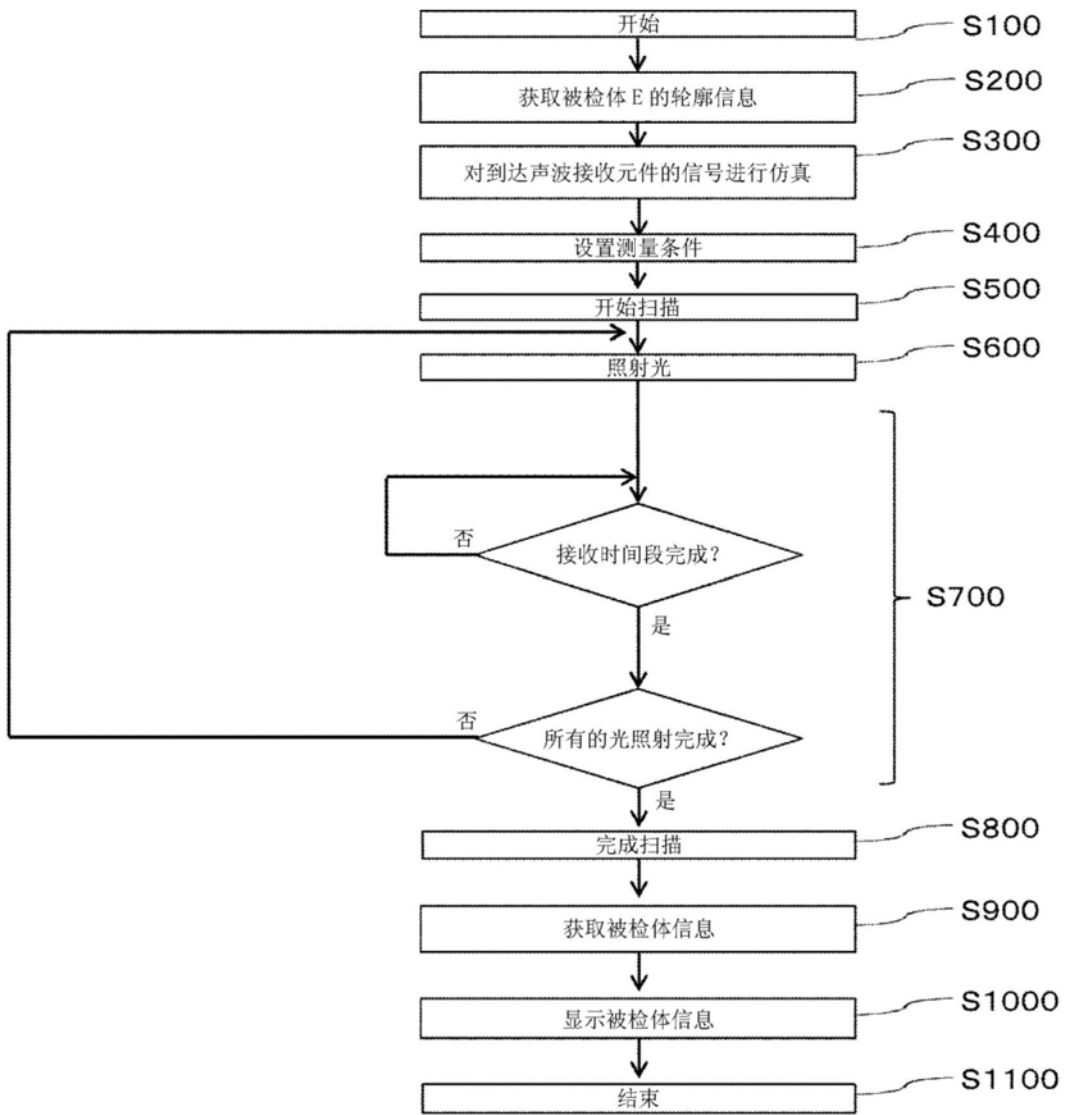 开始
S100
获取被检体 E 的轮廓信息
S200
对到达声波接收元件的信号进行仿真
S300
设置测量条件
S400
开始扫描
S500
照射光
S600
否
接收时间段完成？
是
S700
否
所有的光照射完成？
是
完成扫描
S800
获取被检体信息
S900
显示被检体信息
S1000
结束
S1100